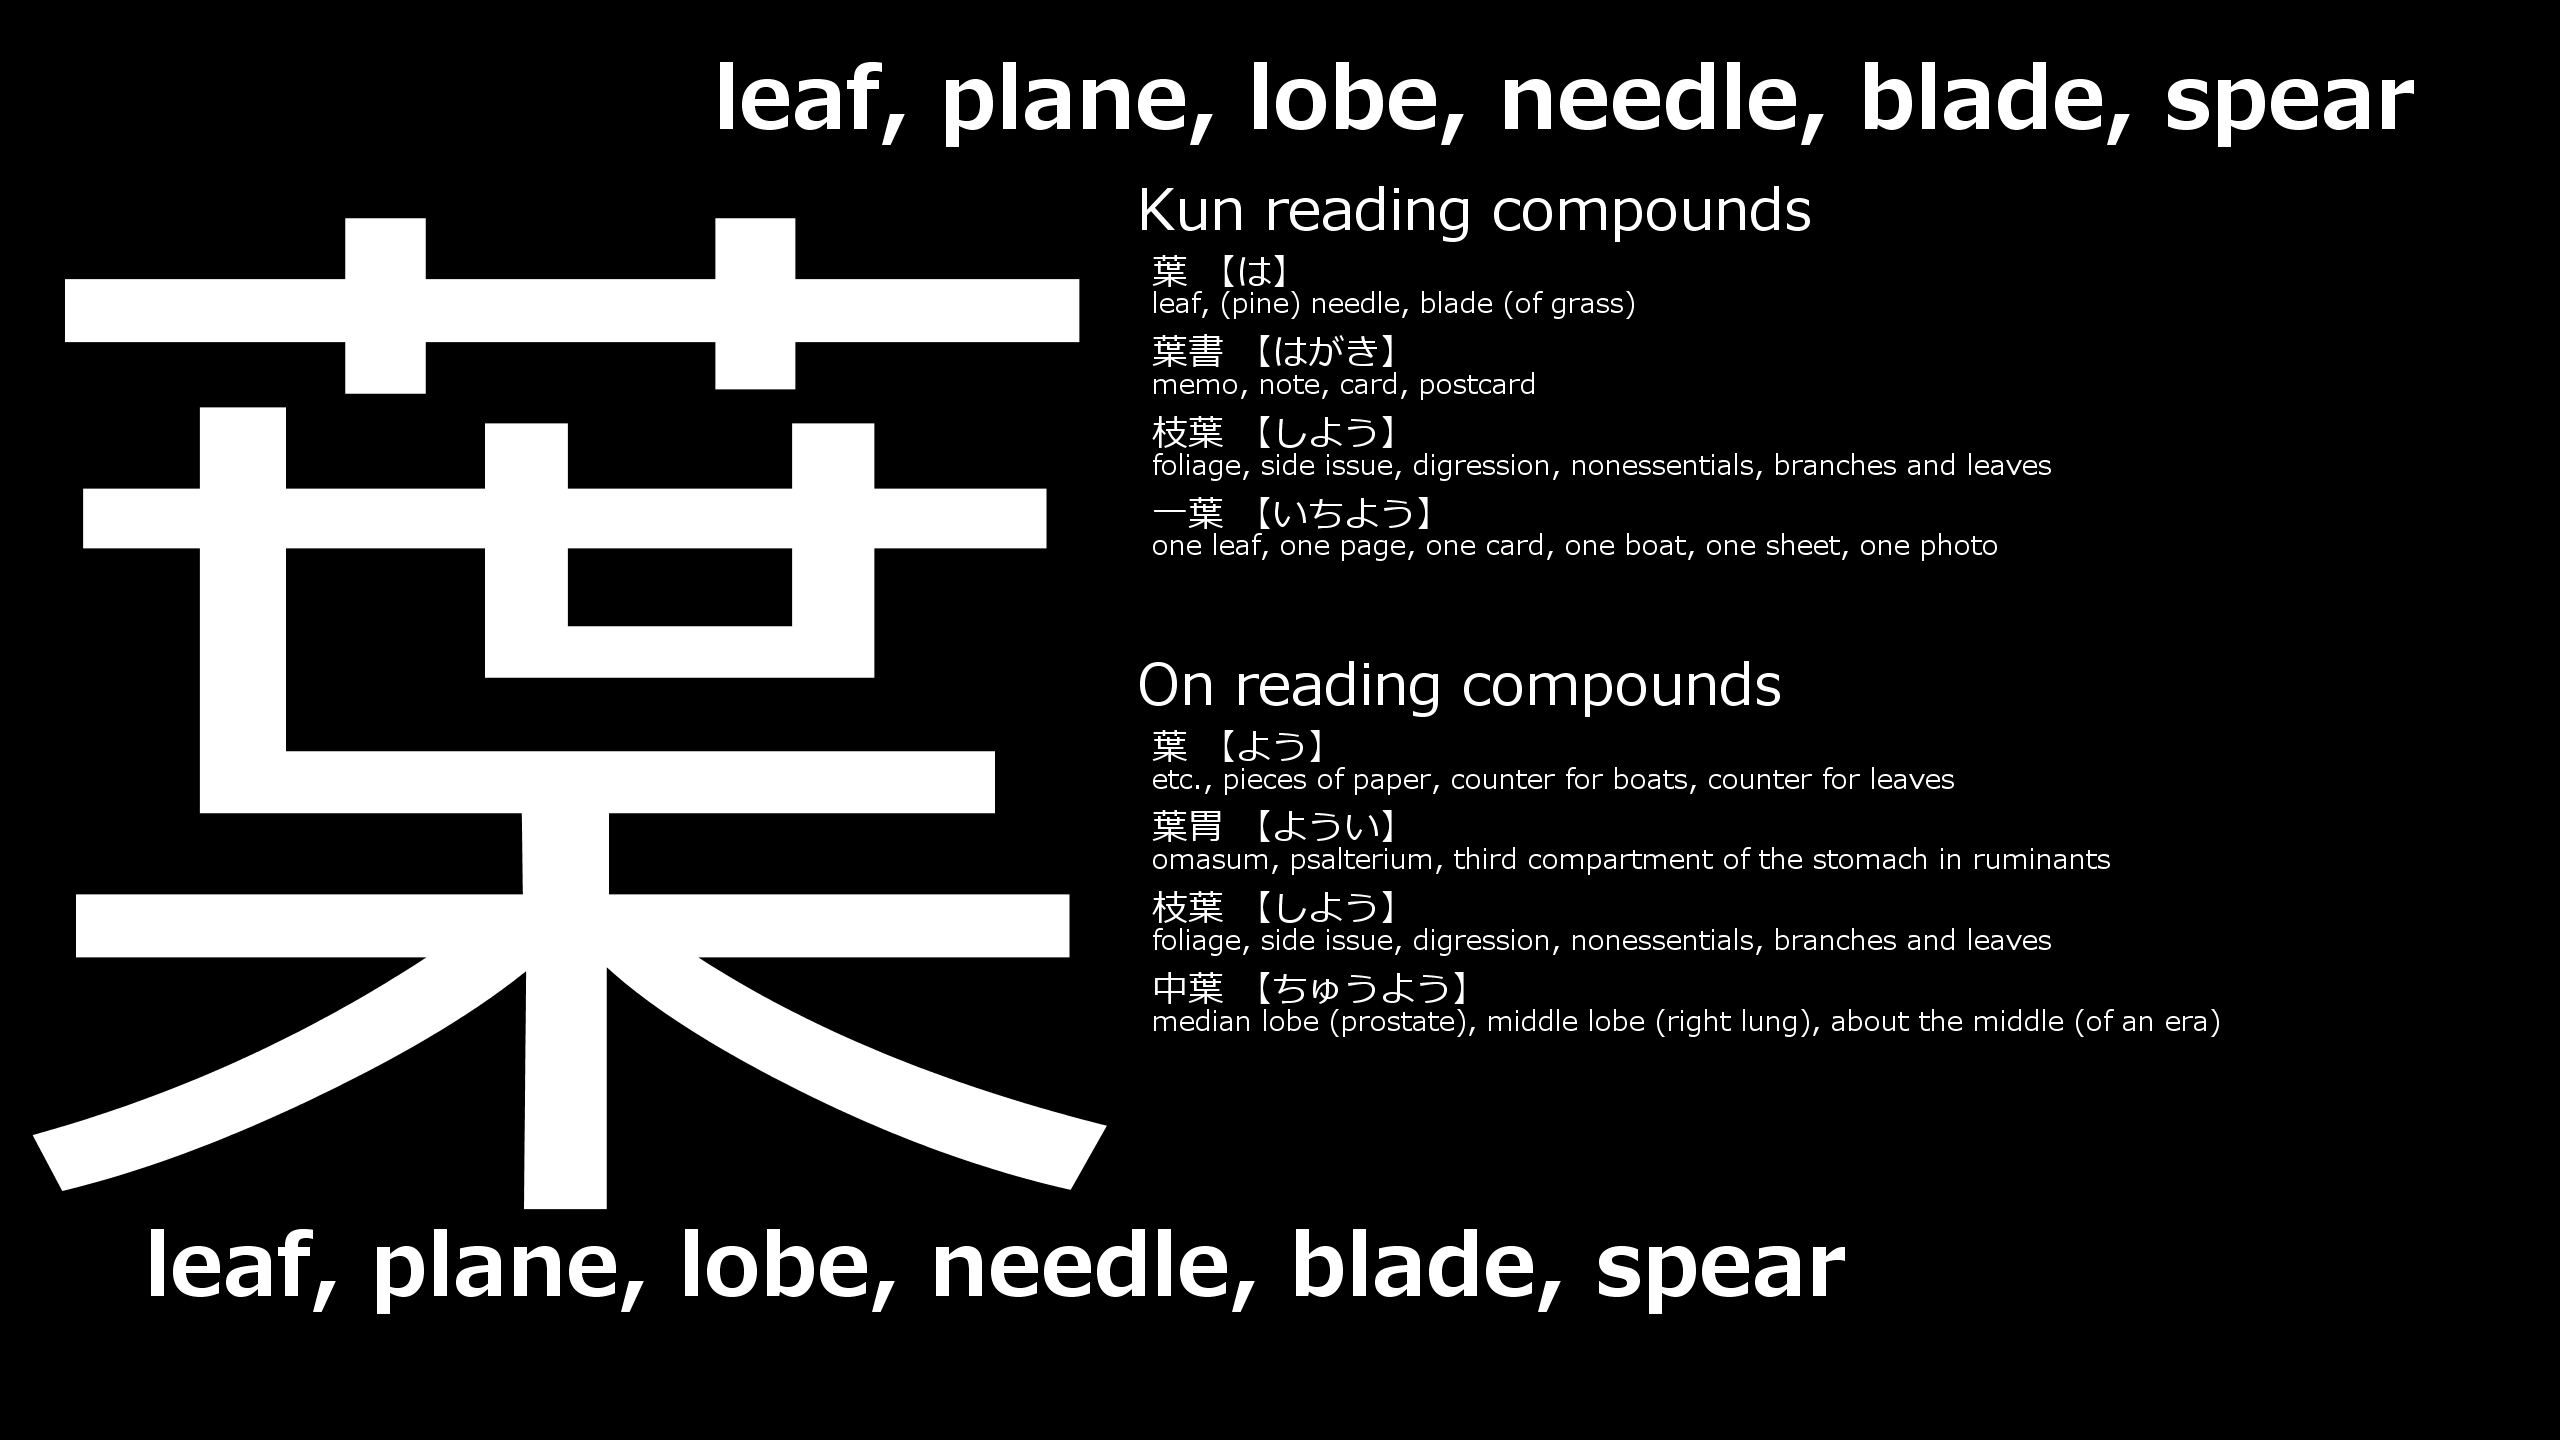 leaf, plane, lobe, needle, blade, spear
葉
Kun reading compounds
葉 【は】
leaf, (pine) needle, blade (of grass)
葉書 【はがき】
memo, note, card, postcard
枝葉 【しよう】
foliage, side issue, digression, nonessentials, branches and leaves
一葉 【いちよう】
one leaf, one page, one card, one boat, one sheet, one photo
On reading compounds
葉 【よう】
etc., pieces of paper, counter for boats, counter for leaves
葉胃 【ようい】
omasum, psalterium, third compartment of the stomach in ruminants
枝葉 【しよう】
foliage, side issue, digression, nonessentials, branches and leaves
中葉 【ちゅうよう】
median lobe (prostate), middle lobe (right lung), about the middle (of an era)
leaf, plane, lobe, needle, blade, spear